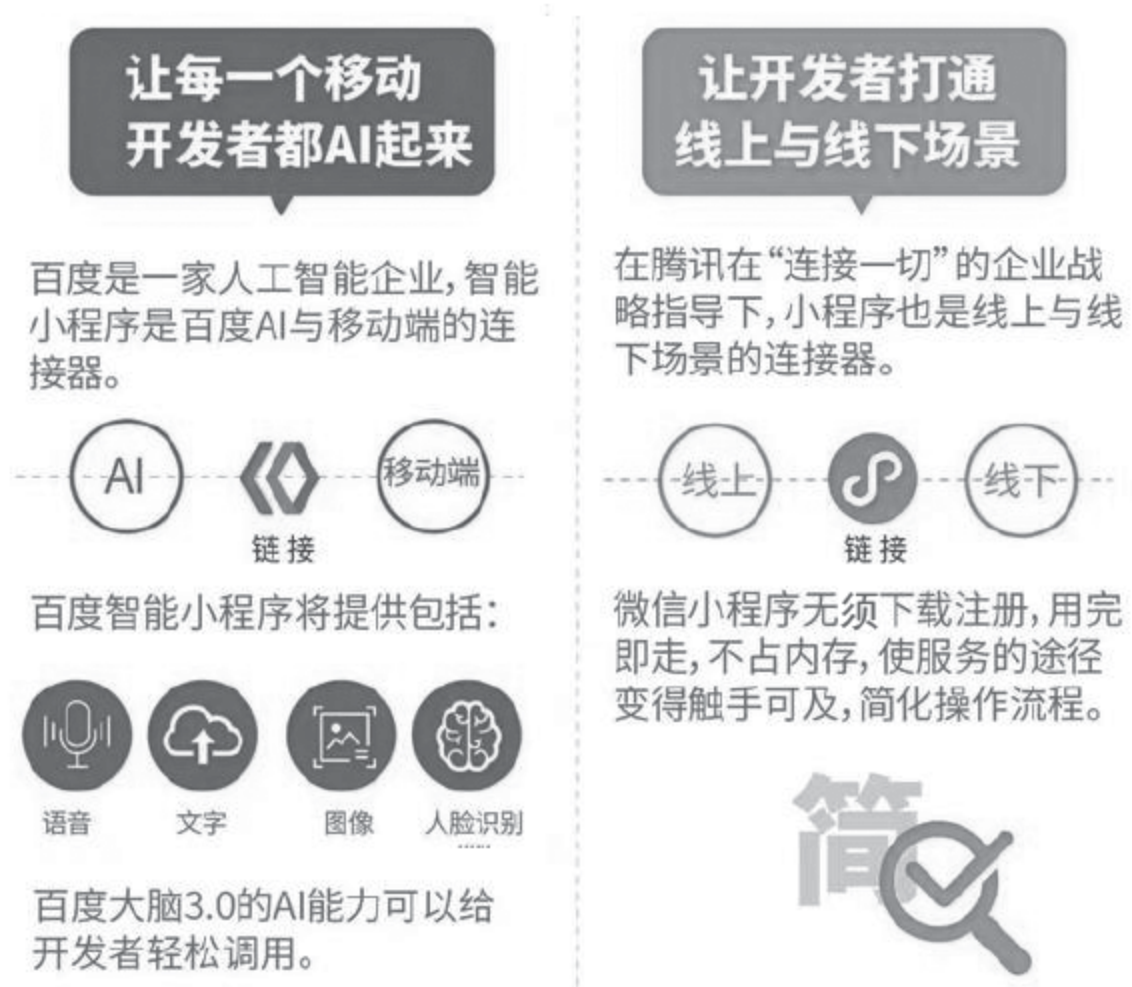 让每一个移动
开发者都AI起来
百度是一家人工智能企业，智能
小程序是百度AI与移动端的连
接器。
AI
移动端
链接
百度智能小程序将提供包括：
语音
文字
图像
人脸识别
......
百度大脑3.0的AI能力可以给
开发者轻松调用。
让开发者打通
线上与线下场景
在腾讯在“连接一切”的企业战
略指导下，小程序也是线上与线
下场景的连接器。
线上
线下
链接
微信小程序无须下载注册，用完
即走，不占内存，使服务的途径
变得触手可及，简化操作流程。
简